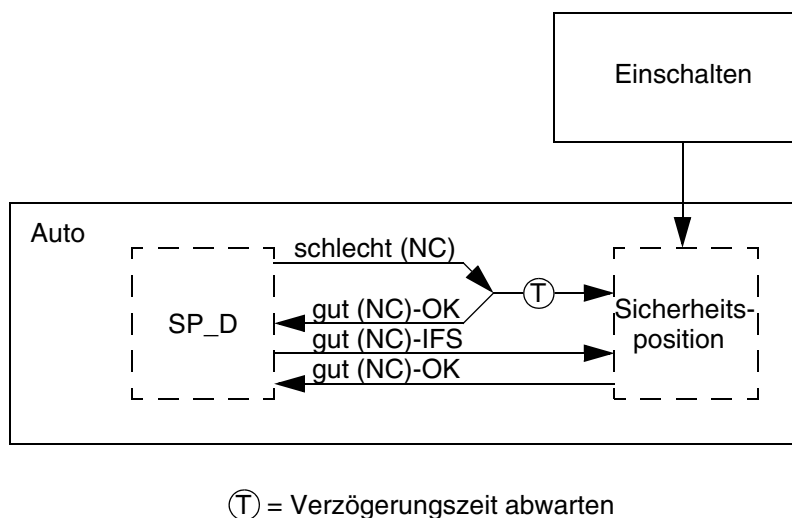 Einschalten
Auto
schlecht (NC)
T
gut (NC)-OK
SP_D
Sicherheits-
position
gut (NC)-IFS
gut (NC)-OK
T = Verzögerungszeit abwarten